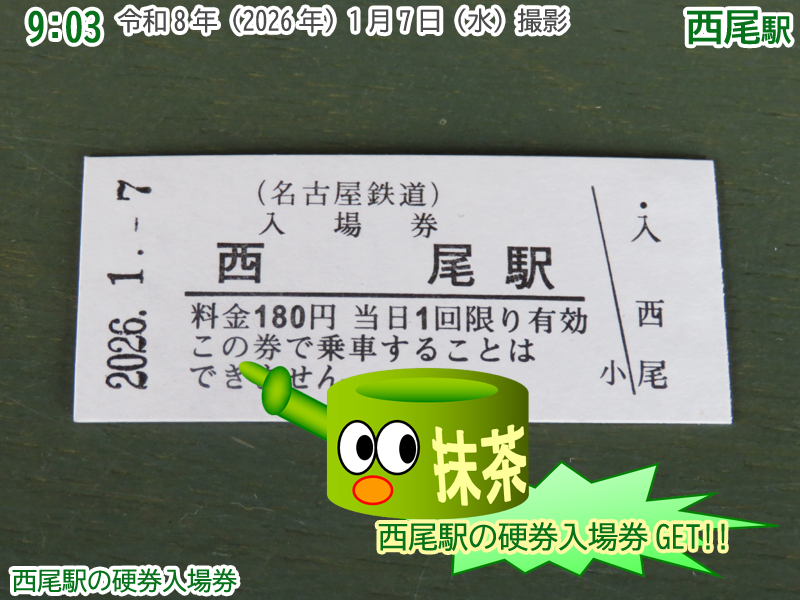 9:03 令和8年（2026年）1月7日（水）撮影
西尾駅
2026. 1. - 7
（名古屋鉄道）
入場券
西尾駅
料金180円 当日1回限り有効
この券で乗車することは
できません
・入
西
小 尾
抹茶
西尾駅の硬券入場券GET!!
西尾駅の硬券入場券